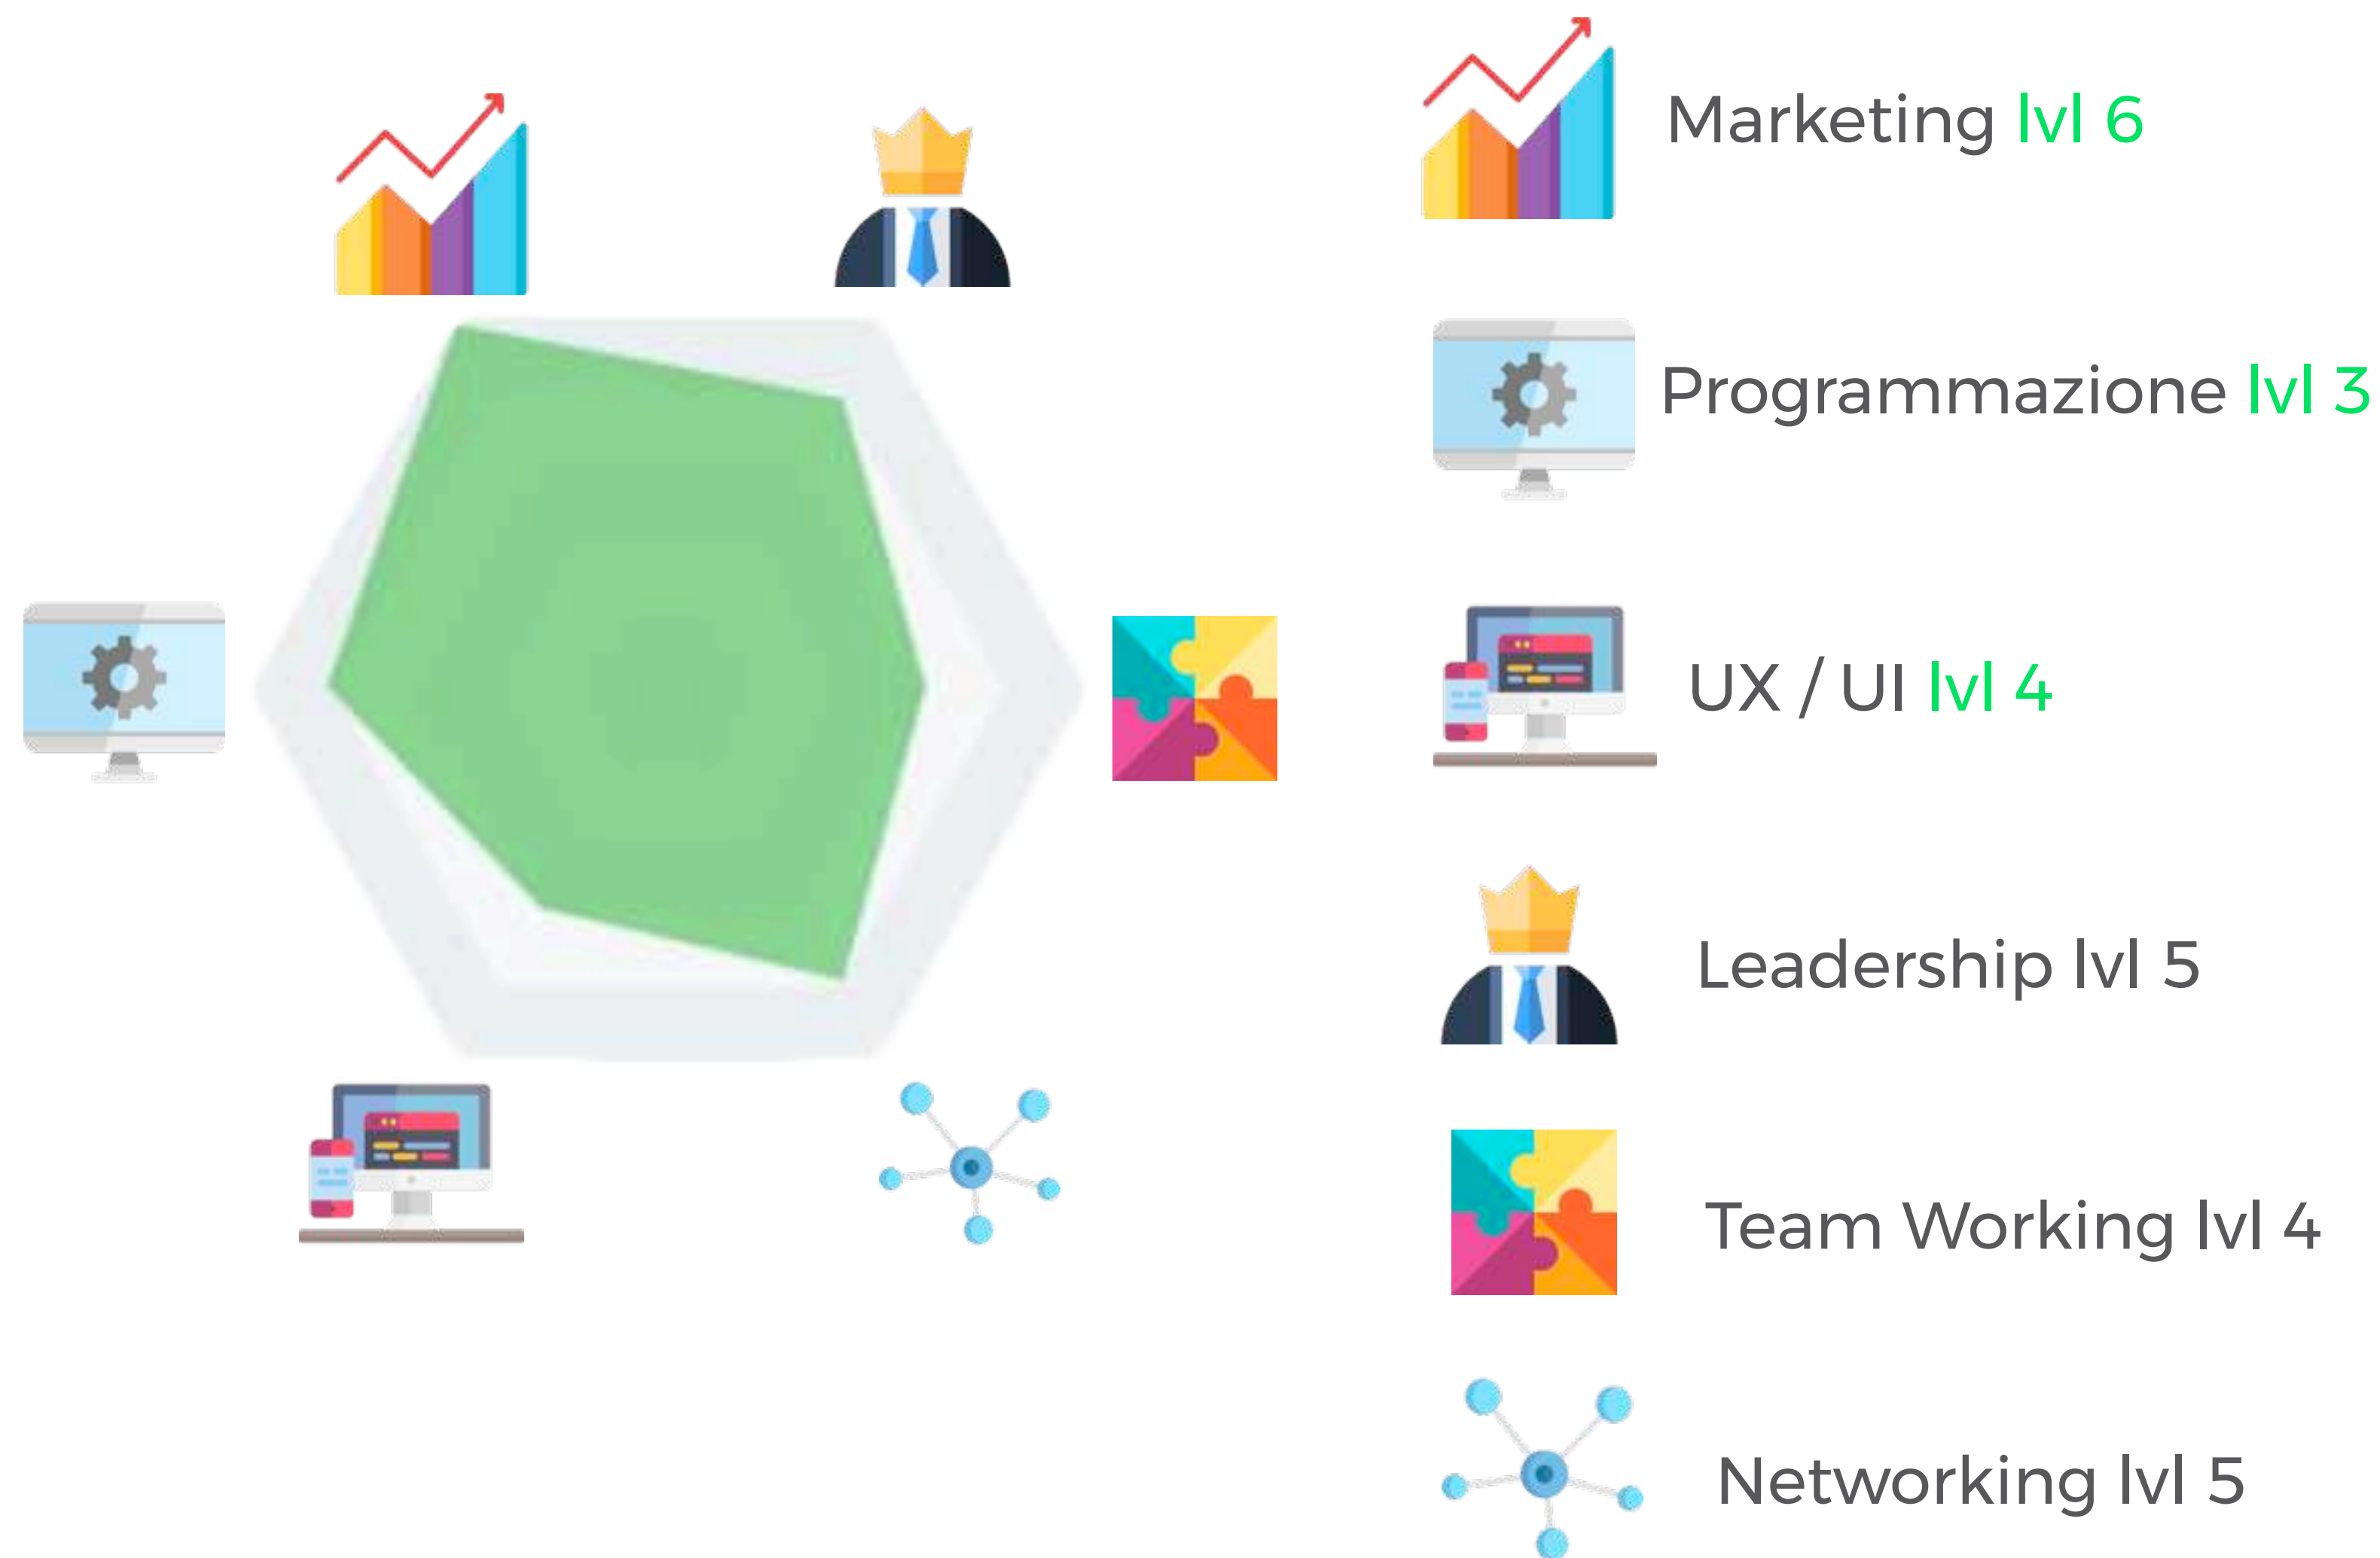 Marketing lvl 6
Programmazione lvl 3
UX / UI lvl 4
Leadership lvl 5
Team Working lvl 4
Networking lvl 5